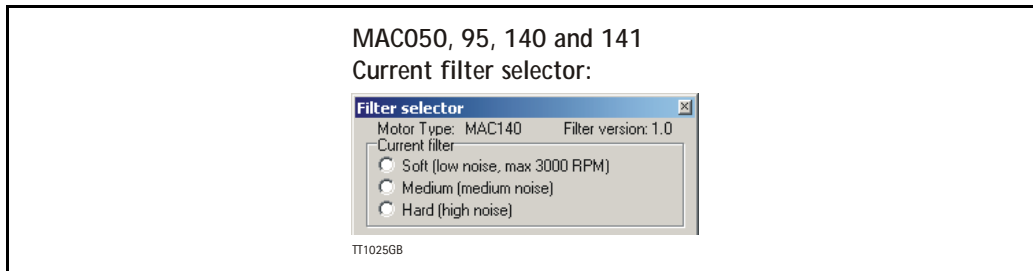 MAC050, 95, 140 and 141
Current filter selector:
Filter selector
Motor Type: MAC140 Filter version: 1.0
Current filter
Soft (low noise, max 3000 RPM)
Medium (medium noise)
Hard (high noise)
TT1025GB